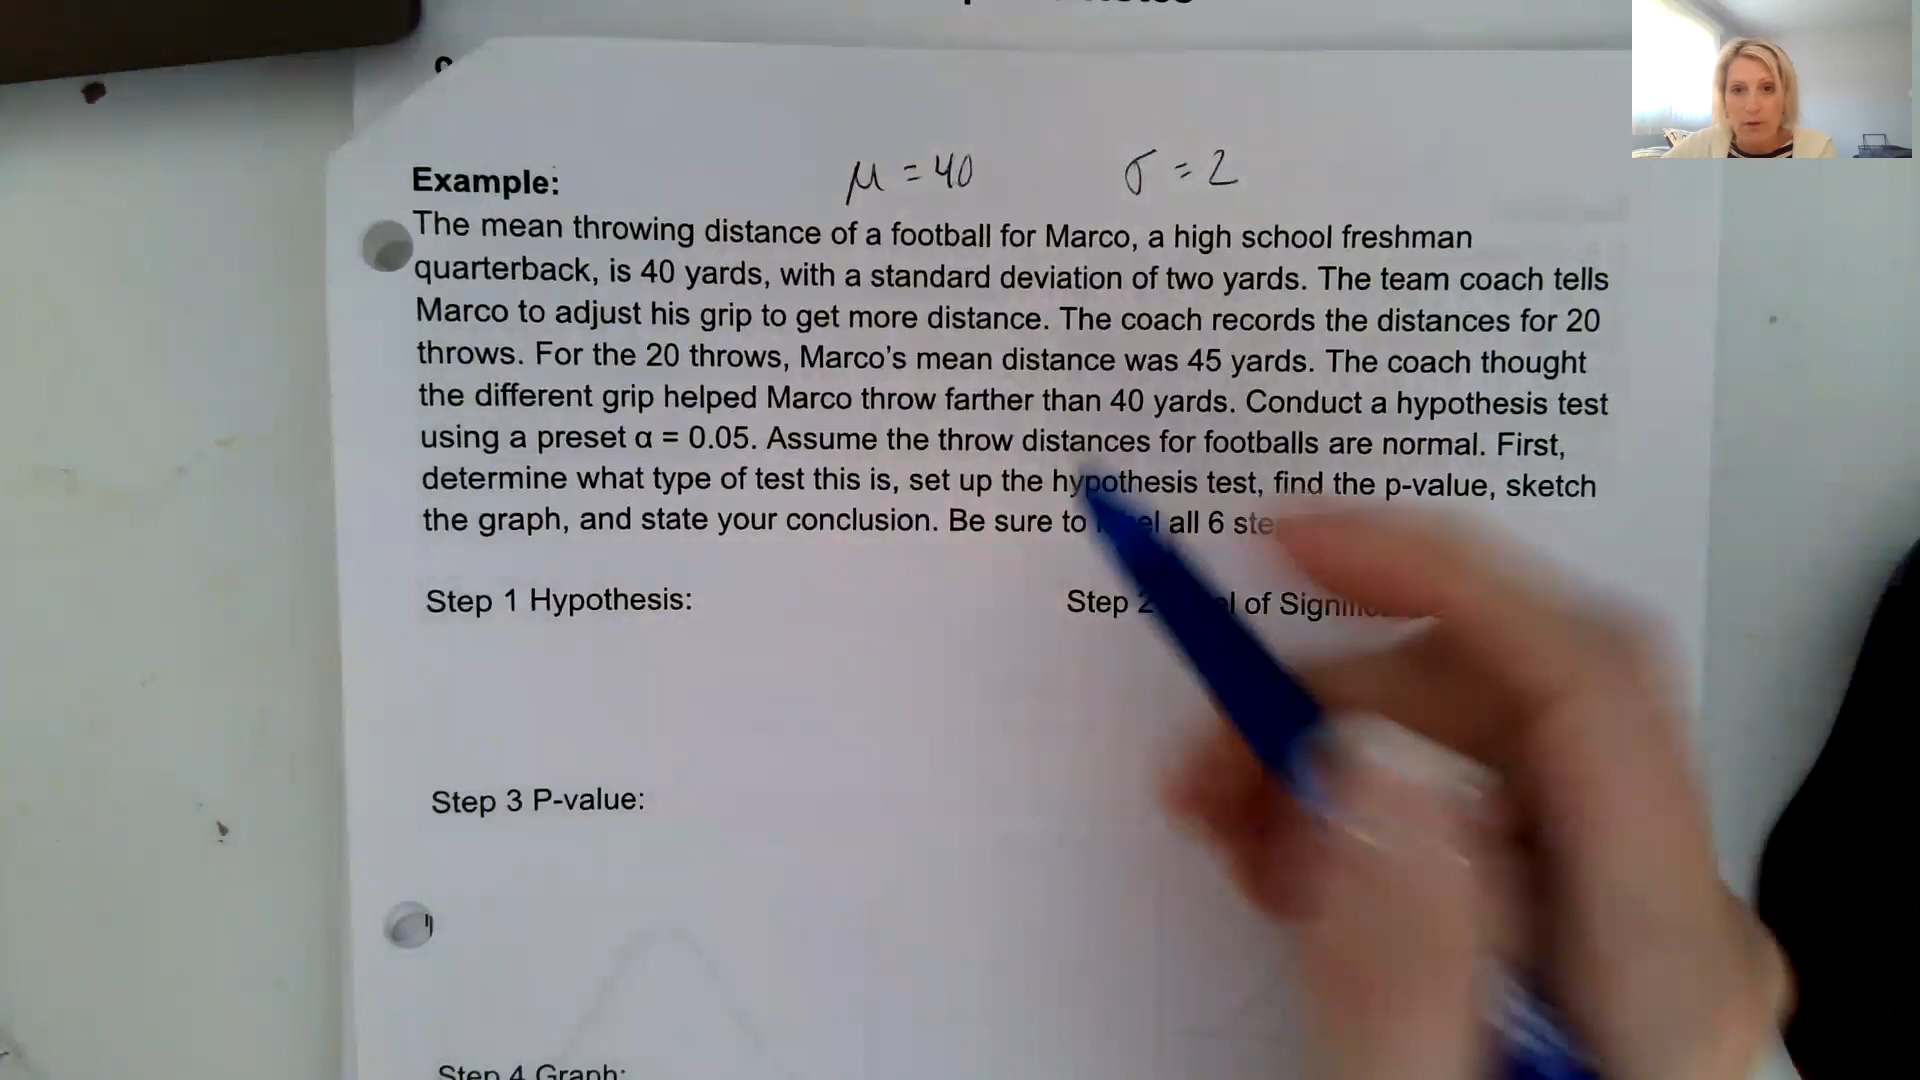 Example:
μ = 40 σ = 2
The mean throwing distance of a football for Marco, a high school freshman
quarterback, is 40 yards, with a standard deviation of two yards. The team coach tells
Marco to adjust his grip to get more distance. The coach records the distances for 20
throws. For the 20 throws, Marco's mean distance was 45 yards. The coach thought
the different grip helped Marco throw farther than 40 yards. Conduct a hypothesis test
using a preset α = 0.05. Assume the throw distances for footballs are normal. First,
determine what type of test this is, set up the hypothesis test, find the p-value, sketch
the graph, and state your conclusion. Be sure to all 6
Step 1 Hypothesis:
Step 2 of
Step 3 P-value:
Step 4 Graph: